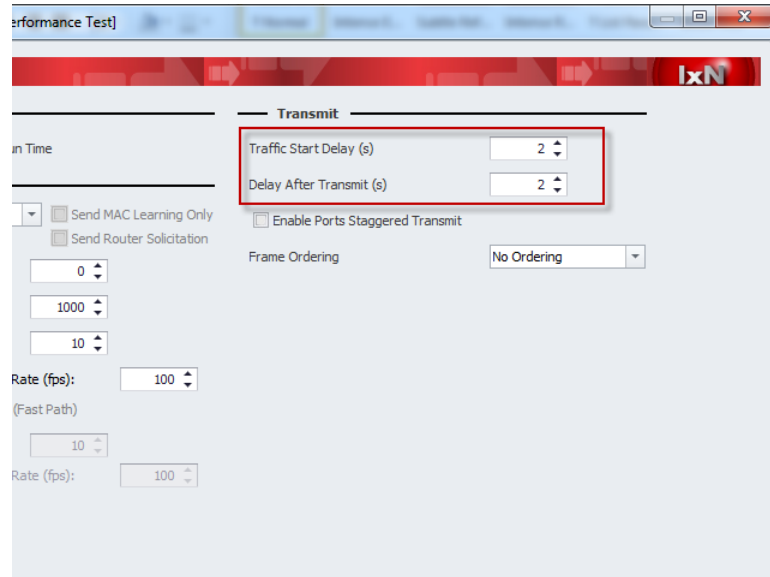 erformance Test]
IxN
Transmit
un Time
Traffic Start Delay (s) 2
Delay After Transmit (s) 2
Send MAC Learning Only
Enable Ports Staggered Transmit
Send Router Solicitation
Frame Ordering No Ordering
0
1000
10
Rate (fps): 100
(Fast Path)
10
Rate (fps): 100